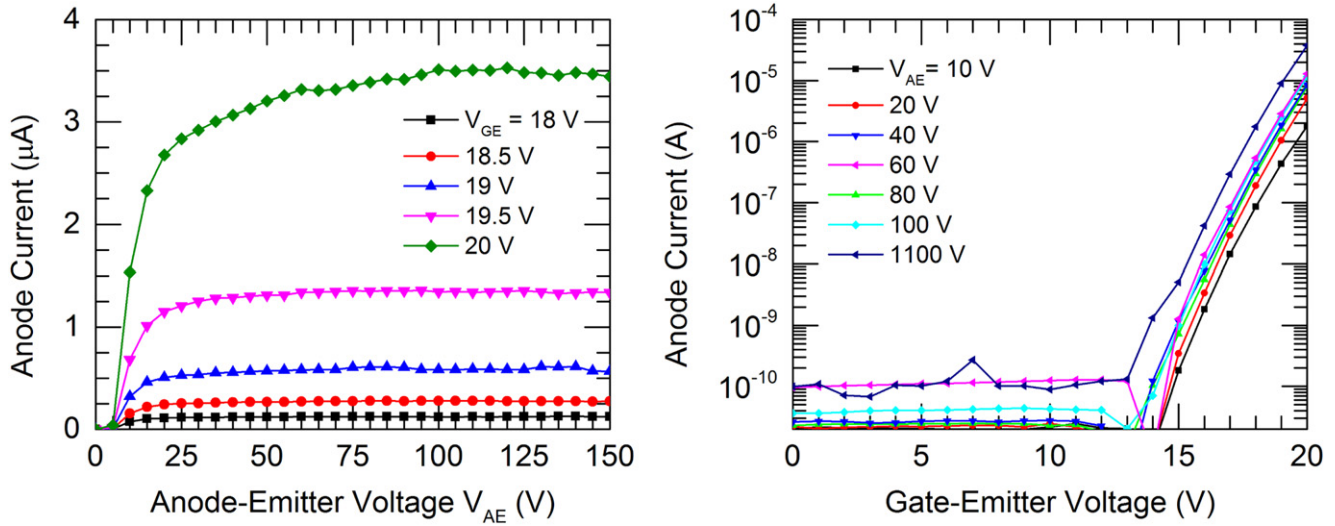 4
3
2
1
0
Anode Current (µA)
V_GE = 18 V
18.5 V
19 V
19.5 V
20 V
0 25 50 75 100 125 150
Anode-Emitter Voltage V_AE (V)
10^-4
10^-5
10^-6
10^-7
10^-8
10^-9
10^-10
Anode Current (A)
V_AE = 10 V
20 V
40 V
60 V
80 V
100 V
1100 V
0 5 10 15 20
Gate-Emitter Voltage (V)